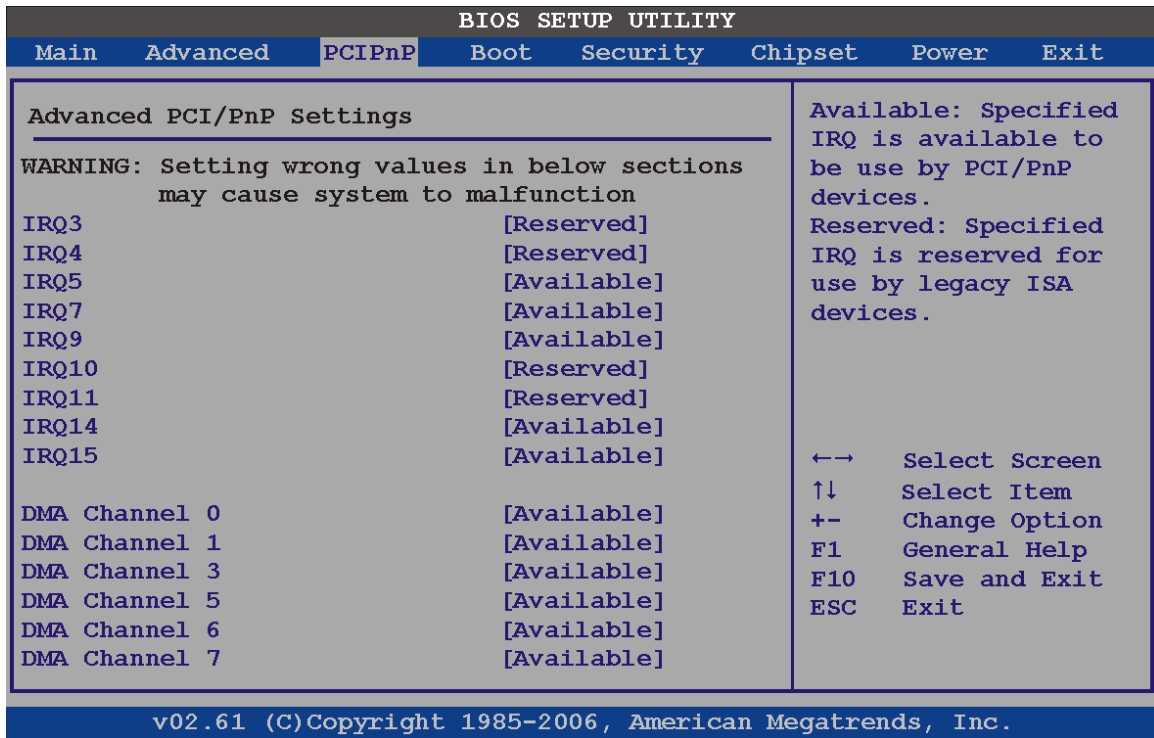 BIOS SETUP UTILITY
Main Advanced PCIPnP Boot Security Chipset Power Exit
Advanced PCI/PnP Settings
WARNING: Setting wrong values in below sections
may cause system to malfunction
IRQ3 [Reserved]
IRQ4 [Reserved]
IRQ5 [Available]
IRQ7 [Available]
IRQ9 [Available]
IRQ10 [Reserved]
IRQ11 [Reserved]
IRQ14 [Available]
IRQ15 [Available]
DMA Channel 0 [Available]
DMA Channel 1 [Available]
DMA Channel 3 [Available]
DMA Channel 5 [Available]
DMA Channel 6 [Available]
DMA Channel 7 [Available]
Available: Specified
IRQ is available to
be use by PCI/PnP
devices.
Reserved: Specified
IRQ is reserved for
use by legacy ISA
devices.
←→ Select Screen
↑↓ Select Item
+- Change Option
F1 General Help
F10 Save and Exit
ESC Exit
v02.61 (C)Copyright 1985-2006, American Megatrends, Inc.